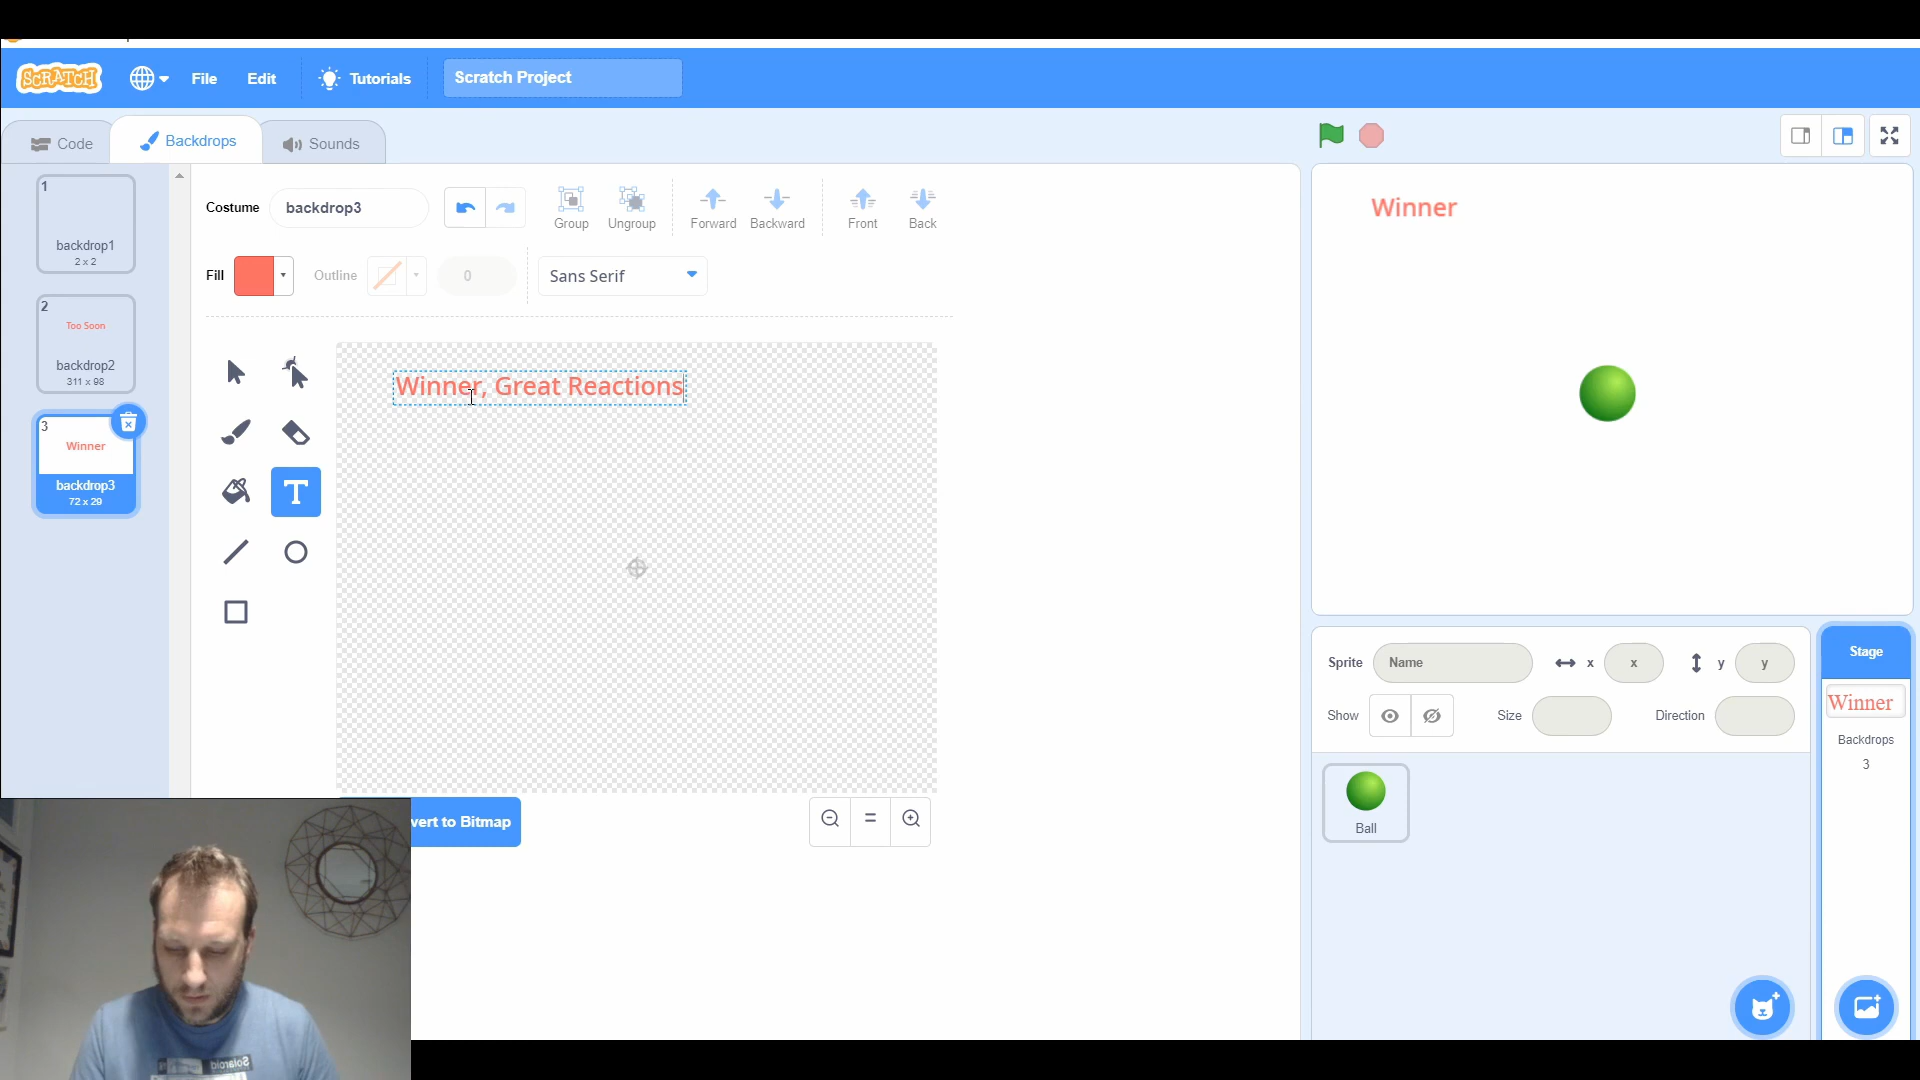 SCRATCH
File
Edit
Tutorials
Scratch Project
Code
Backdrops
Sounds
1
backdrop1
2 x 2
2
Too Soon
backdrop2
311 x 98
3
Winner
backdrop3
72 x 29
Costume
backdrop3
Group
Ungroup
Forward
Backward
Front
Back
Fill
Outline
0
Sans Serif
T
Winner, Great Reactions
vert to Bitmap
=
Winner
Sprite
Name
x
x
y
y
Show
Size
Direction
Ball
Stage
Winner
Backdrops
3
Solaroid